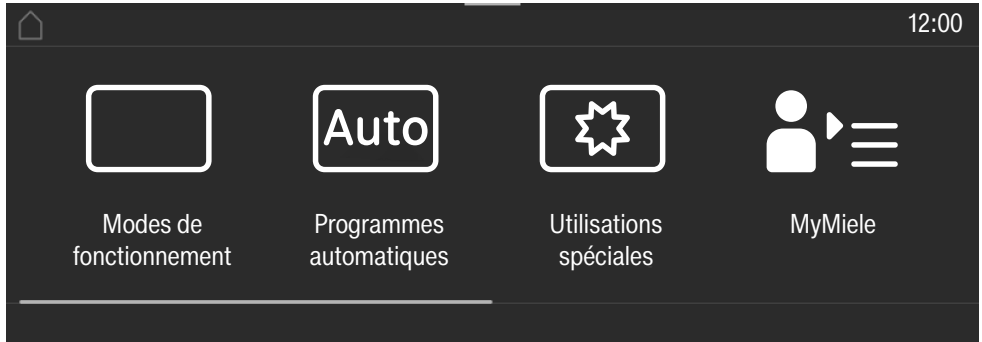 12:00
Auto
Modes de
fonctionnement
Programmes
automatiques
Utilisations
spéciales
MyMiele